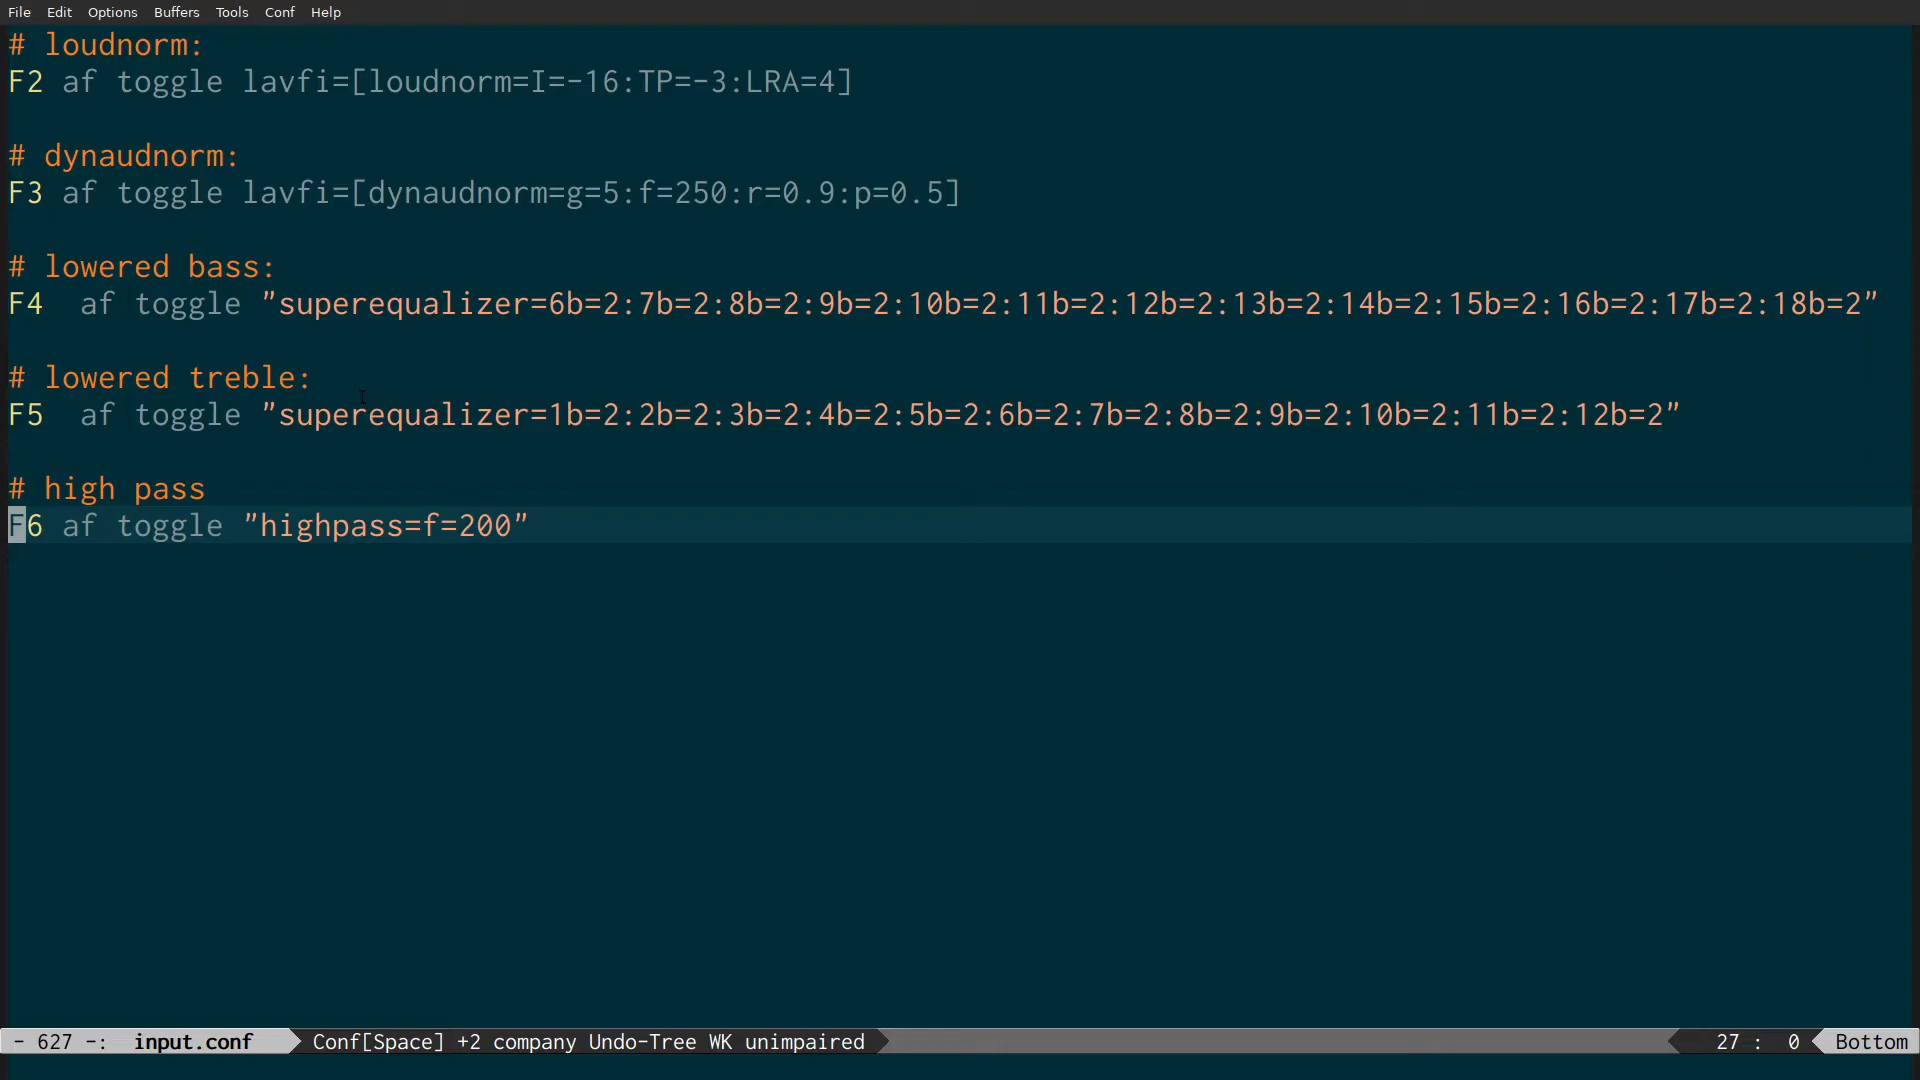 File Edit Options Buffers Tools Conf Help
# loudnorm:
F2 af toggle lavfi=[loudnorm=I=-16:TP=-3:LRA=4]
# dynaudnorm:
F3 af toggle lavfi=[dynaudnorm=g=5:f=250:r=0.9:p=0.5]
# lowered bass:
F4  af toggle "superequalizer=6b=2:7b=2:8b=2:9b=2:10b=2:11b=2:12b=2:13b=2:14b=2:15b=2:16b=2:17b=2:18b=2"
# lowered treble:
F5  af toggle "superequalizer=1b=2:2b=2:3b=2:4b=2:5b=2:6b=2:7b=2:8b=2:9b=2:10b=2:11b=2:12b=2"
# high pass
F6 af toggle "highpass=f=200"
- 627 -: input.conf Conf[Space] +2 company Undo-Tree WK unimpaired 27 : 0 Bottom